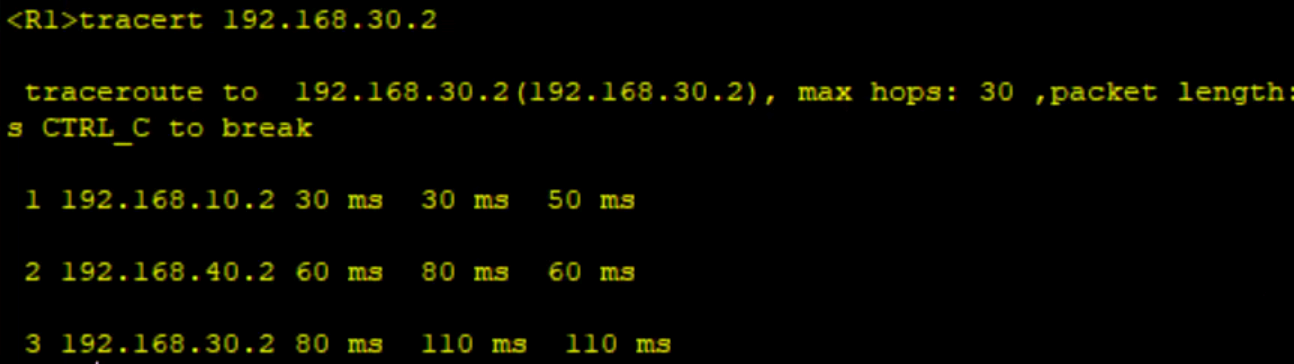 <R1>tracert 192.168.30.2
traceroute to  192.168.30.2(192.168.30.2), max hops: 30 ,packet length:
s CTRL_C to break
1 192.168.10.2 30 ms  30 ms  50 ms
2 192.168.40.2 60 ms  80 ms  60 ms
3 192.168.30.2 80 ms  110 ms  110 ms